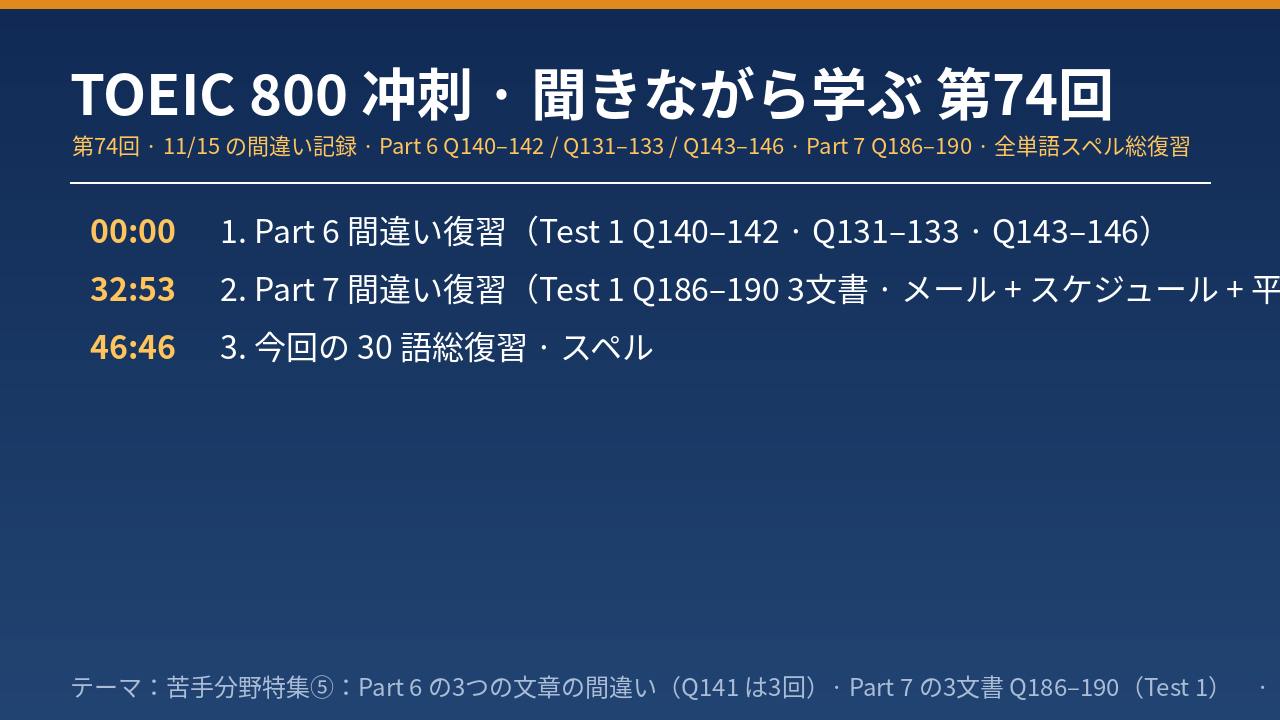 TOEIC 800 冲刺 · 聞きながら学ぶ 第74回
第74回 · 11/15 の間違い記録 · Part 6 Q140–142 / Q131–133 / Q143–146 · Part 7 Q186–190 · 全単語スペル総復習
00:00 1. Part 6 間違い復習（Test 1 Q140–142 · Q131–133 · Q143–146）
32:53 2. Part 7 間違い復習（Test 1 Q186–190 3文書 · メール + スケジュール + 平
46:46 3. 今回の 30 語総復習 · スペル
テーマ：苦手分野特集⑤：Part 6 の3つの文章の間違い（Q141 は3回）· Part 7 の3文書 Q186–190（Test 1） ·